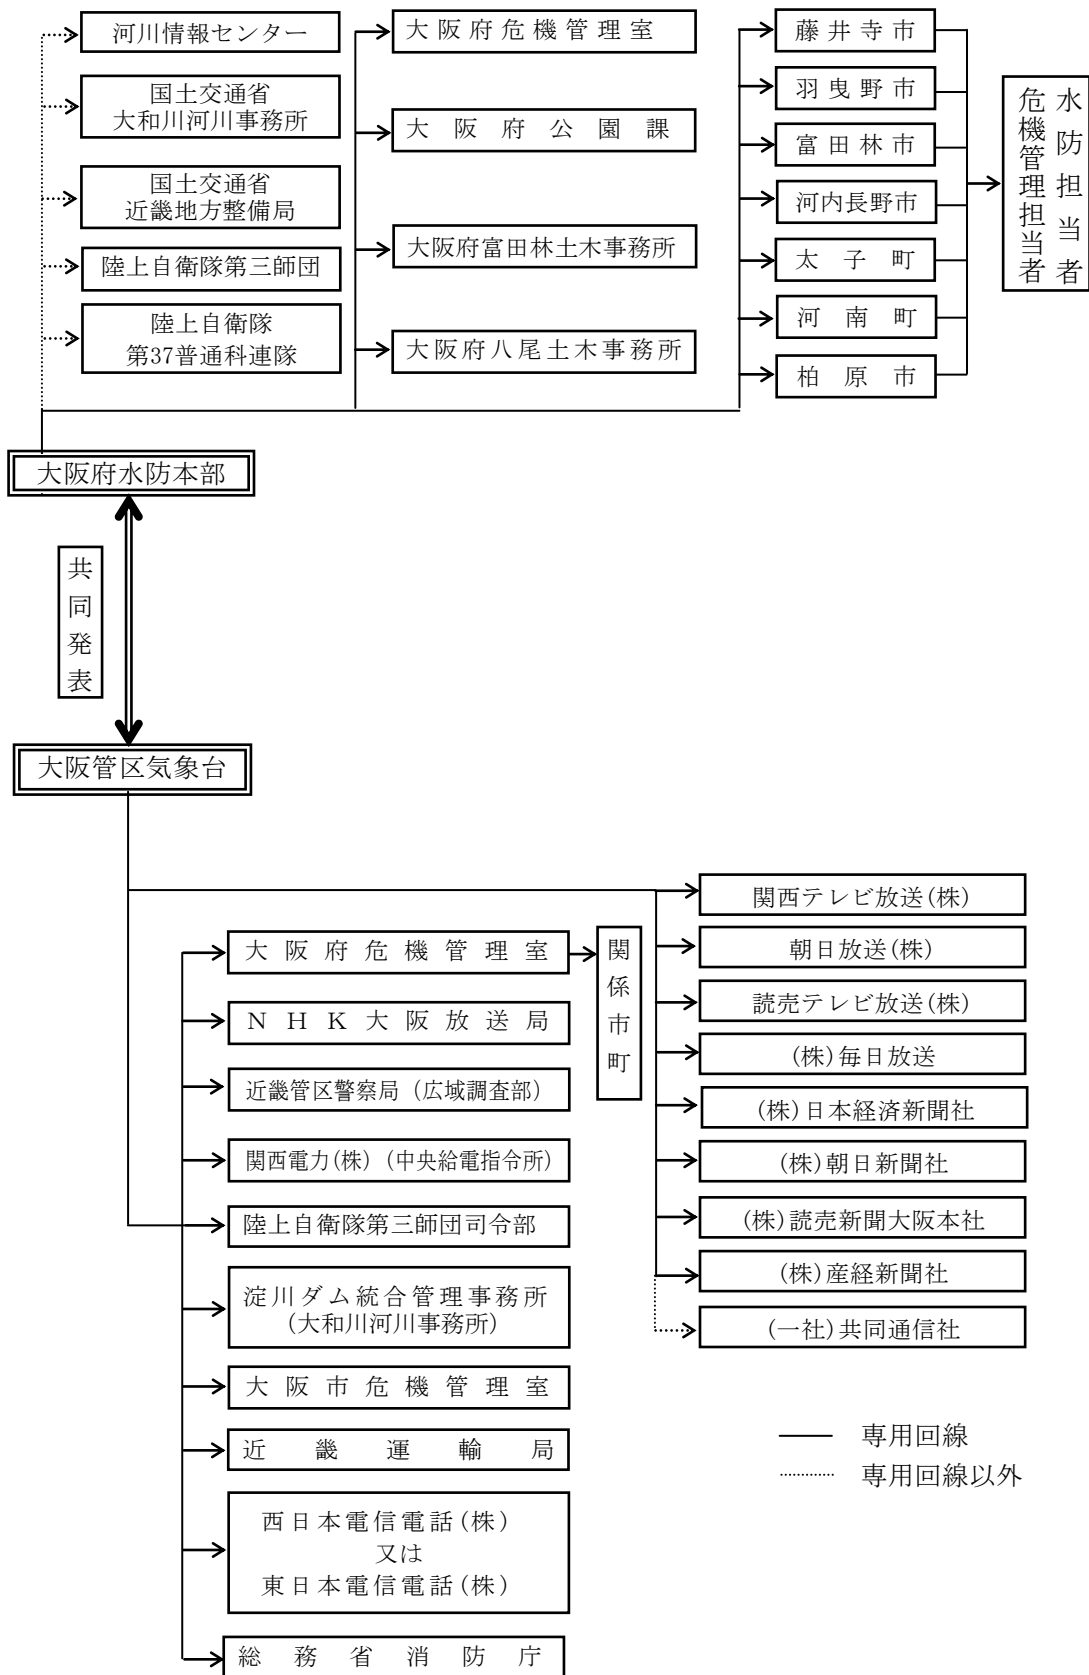 河川情報センター
国土交通省
大和川河川事務所
国土交通省
近畿地方整備局
陸上自衛隊第三師団
陸上自衛隊
第37普通科連隊
大阪府危機管理室
大阪府公園課
大阪府富田林土木事務所
大阪府八尾土木事務所
藤井寺市
羽曳野市
富田林市
河内長野市
太子町
河南町
柏原市
水防担当者
危機管理担当者
大阪府水防本部
共同発表
大阪管区気象台
大阪府危機管理室
NHK大阪放送局
近畿管区警察局（広域調査部）
関西電力(株)（中央給電指令所）
陸上自衛隊第三師団司令部
淀川ダム統合管理事務所
(大和川河川事務所)
大阪市危機管理室
近畿運輸局
西日本電信電話(株)
又は
東日本電信電話(株)
総務省消防庁
関係市町
関西テレビ放送(株)
朝日放送(株)
読売テレビ放送(株)
(株)毎日放送
(株)日本経済新聞社
(株)朝日新聞社
(株)読売新聞大阪本社
(株)産経新聞社
(一社)共同通信社
専用回線
専用回線以外